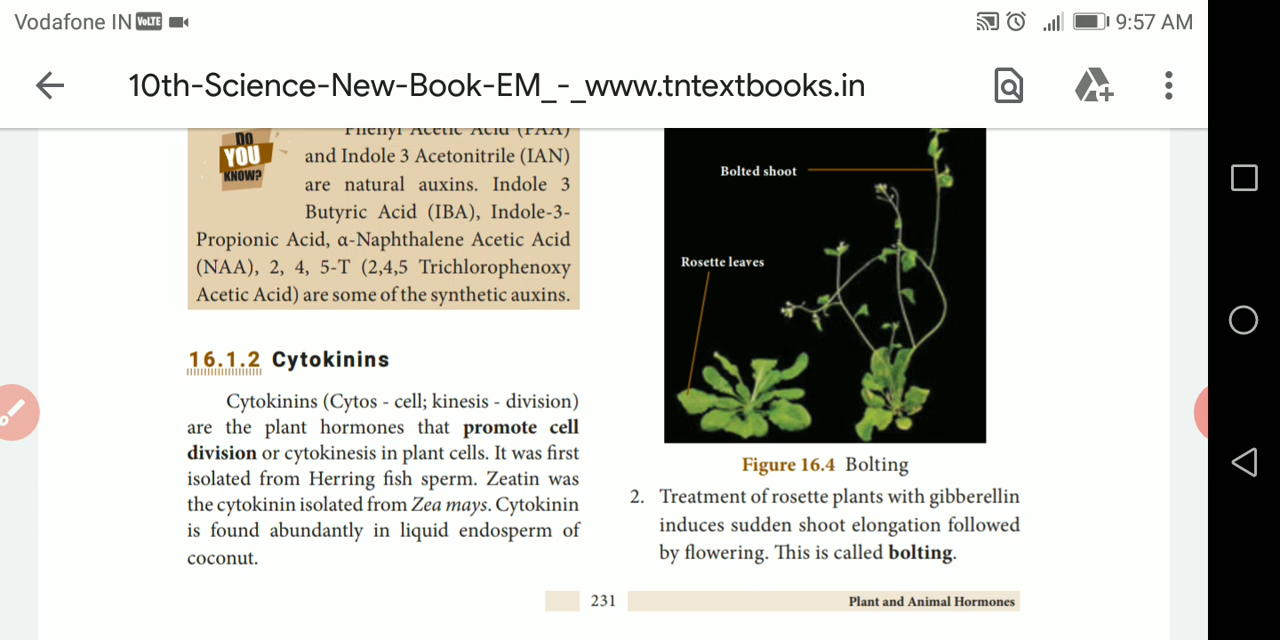 Vodafone IN VoLTE
9:57 AM
10th-Science-New-Book-EM_-_www.tntextbooks.in
DO
YOU
KNOW?
Phenyl Acetic Acid (PAA)
and Indole 3 Acetonitrile (IAN)
are natural auxins. Indole 3
Butyric Acid (IBA), Indole-3-
Propionic Acid, α-Naphthalene Acetic Acid
(NAA), 2, 4, 5-T (2,4,5 Trichlorophenoxy
Acetic Acid) are some of the synthetic auxins.
16.1.2 Cytokinins
Cytokinins (Cytos - cell; kinesis - division)
are the plant hormones that promote cell
division or cytokinesis in plant cells. It was first
isolated from Herring fish sperm. Zeatin was
the cytokinin isolated from Zea mays. Cytokinin
is found abundantly in liquid endosperm of
coconut.
Bolted shoot
Rosette leaves
Figure 16.4 Bolting
2. Treatment of rosette plants with gibberellin
induces sudden shoot elongation followed
by flowering. This is called bolting.
231
Plant and Animal Hormones